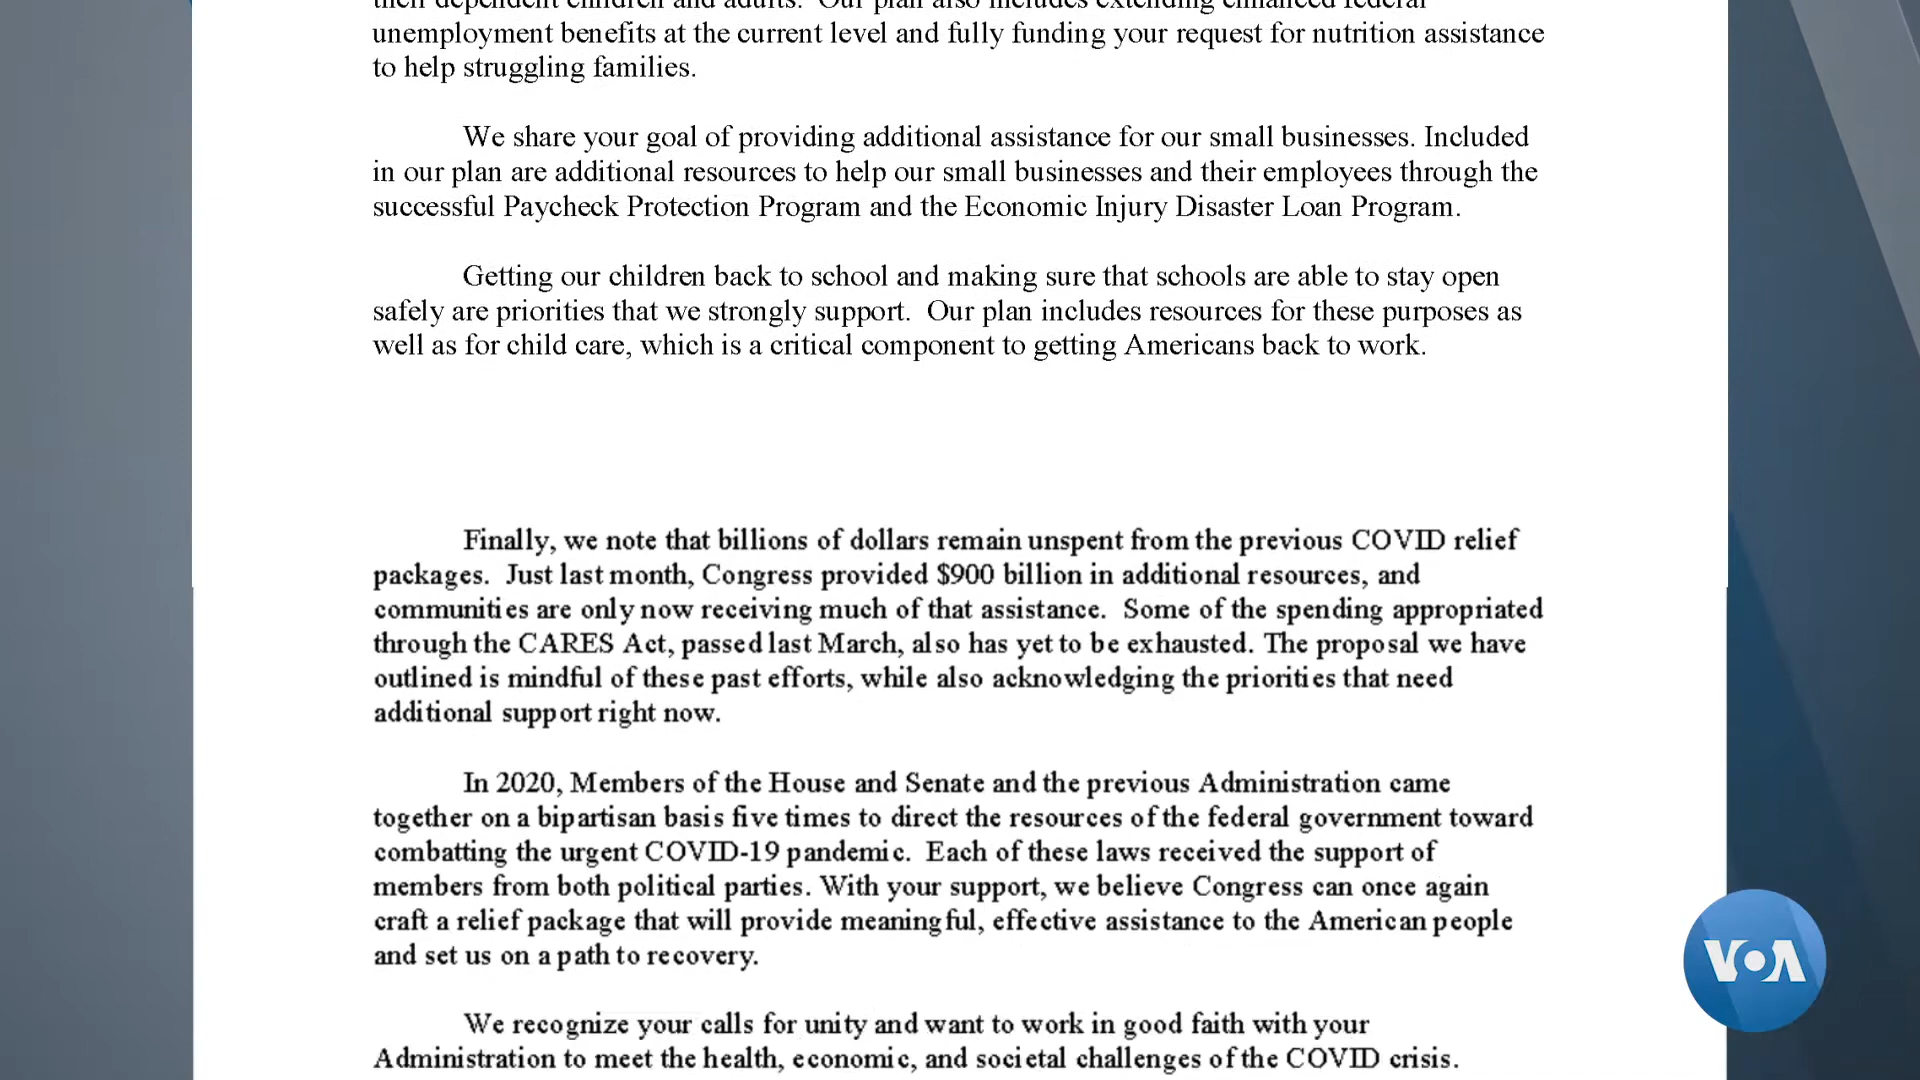 their dependent children and adults. Our plan also includes extending enhanced federal
unemployment benefits at the current level and fully funding your request for nutrition assistance
to help struggling families.
We share your goal of providing additional assistance for our small businesses. Included
in our plan are additional resources to help our small businesses and their employees through the
successful Paycheck Protection Program and the Economic Injury Disaster Loan Program.
Getting our children back to school and making sure that schools are able to stay open
safely are priorities that we strongly support. Our plan includes resources for these purposes as
well as for child care, which is a critical component to getting Americans back to work.
Finally, we note that billions of dollars remain unspent from the previous COVID relief
packages. Just last month, Congress provided $900 billion in additional resources, and
communities are only now receiving much of that assistance. Some of the spending appropriated
through the CARES Act, passed last March, also has yet to be exhausted. The proposal we have
outlined is mindful of these past efforts, while also acknowledging the priorities that need
additional support right now.
In 2020, Members of the House and Senate and the previous Administration came
together on a bipartisan basis five times to direct the resources of the federal government toward
combatting the urgent COVID-19 pandemic. Each of these laws received the support of
members from both political parties. With your support, we believe Congress can once again
craft a relief package that will provide meaningful, effective assistance to the American people
and set us on a path to recovery.
We recognize your calls for unity and want to work in good faith with your
Administration to meet the health, economic, and societal challenges of the COVID crisis.
VOA